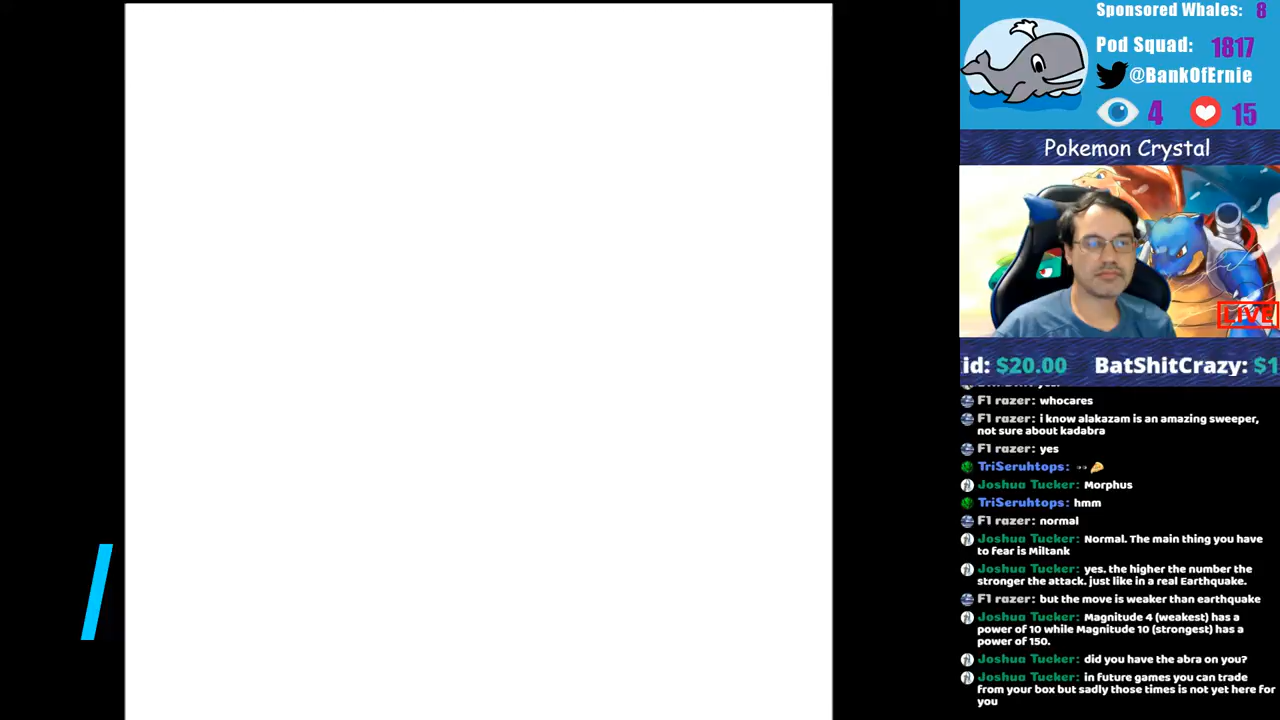 Sponsored Whales: 8
Pod Squad: 1817
@BankOfErnie
4 15
Pokemon Crystal
LIVE
id: $20.00 BatShitCrazy: $1
F1 razer: whocares
F1 razer: i know alakazam is an amazing sweeper,
not sure about kadabra
F1 razer: yes
TriSeruhtops:
Joshua Tucker: Morphus
TriSeruhtops: hmm
F1 razer: normal
Joshua Tucker: Normal. The main thing you have
to fear is Miltank
Joshua Tucker: yes. the higher the number the
stronger the attack. just like in a real Earthquake.
F1 razer: but the move is weaker than earthquake
Joshua Tucker: Magnitude 4 (weakest) has a
power of 10 while Magnitude 10 (strongest) has a
power of 150.
Joshua Tucker: did you have the abra on you?
Joshua Tucker: in future games you can trade
from your box but sadly those times is not yet here for
you
/